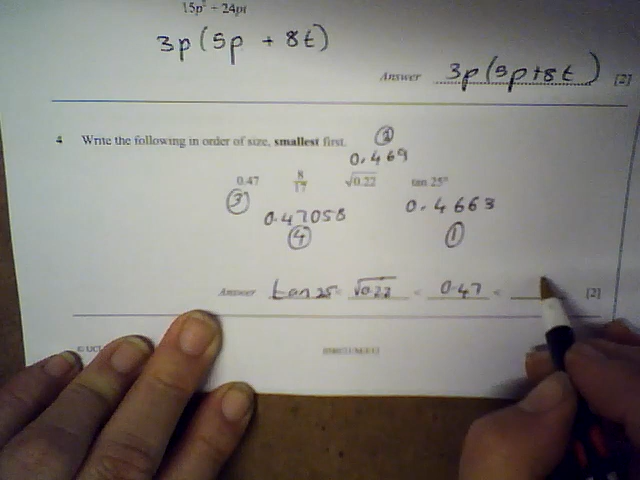 15p² + 24pt
3p(5p + 8t)
Answer 3p(5p+8t) [2]
4 Write the following in order of size, smallest first.
②
0.469
0.47 8/17 √0.22 tan 25°
③ 0.47058 0.4663
④ ①
Answer tan 25 < √0.22 < 0.47 < [2]